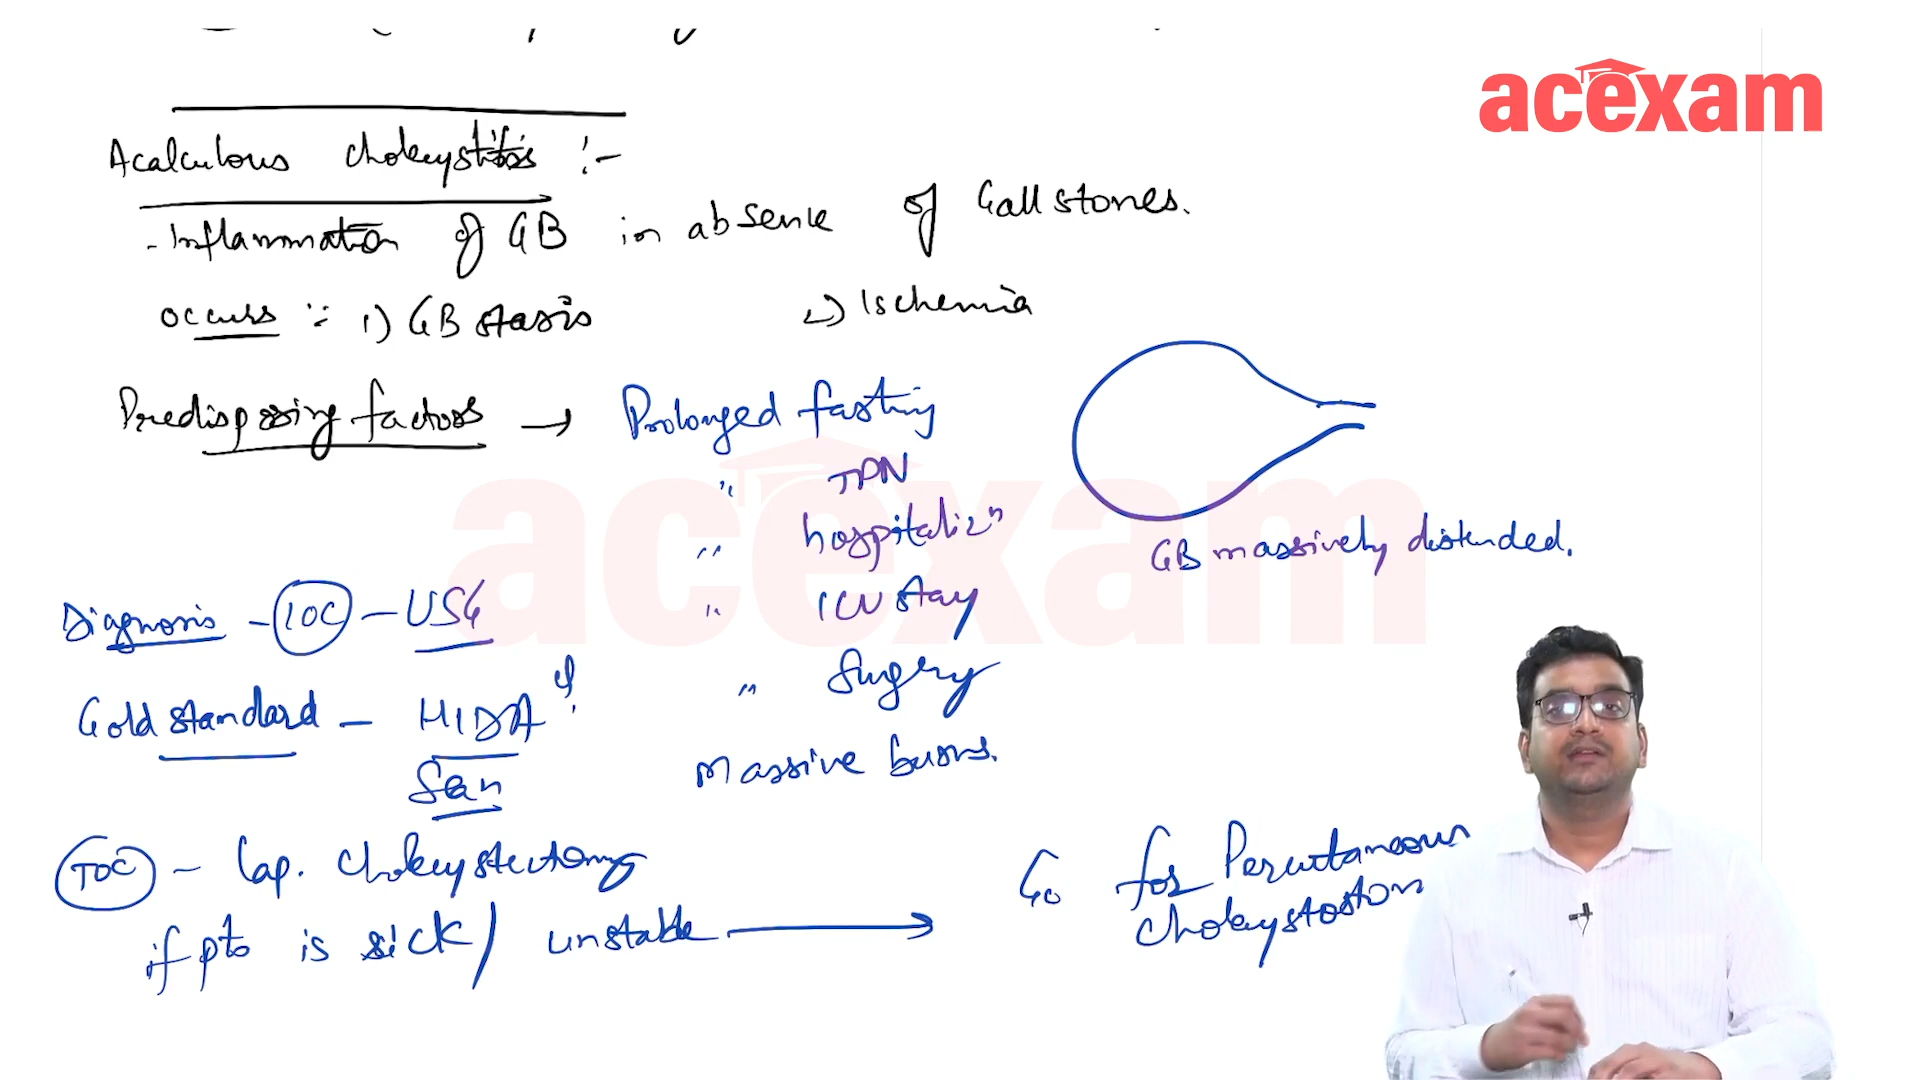 acexam
Acalculous cholecystitis :-
- Inflammation of GB in absence of Gall stones.
occurs ∵ 1) GB stasis 2) Ischemia
Predisposing factors → Prolonged fasting
" TPN
" hospitalizn
GB massively distended.
Diagnosis - IOC - USG
" ICU stay
Gold standard - HIDA
Scan
" Surgery
Massive burns.
TOC - Lap. cholecystectomy
if pts is sick / unstable → Go for Percutaneous
cholecystostom